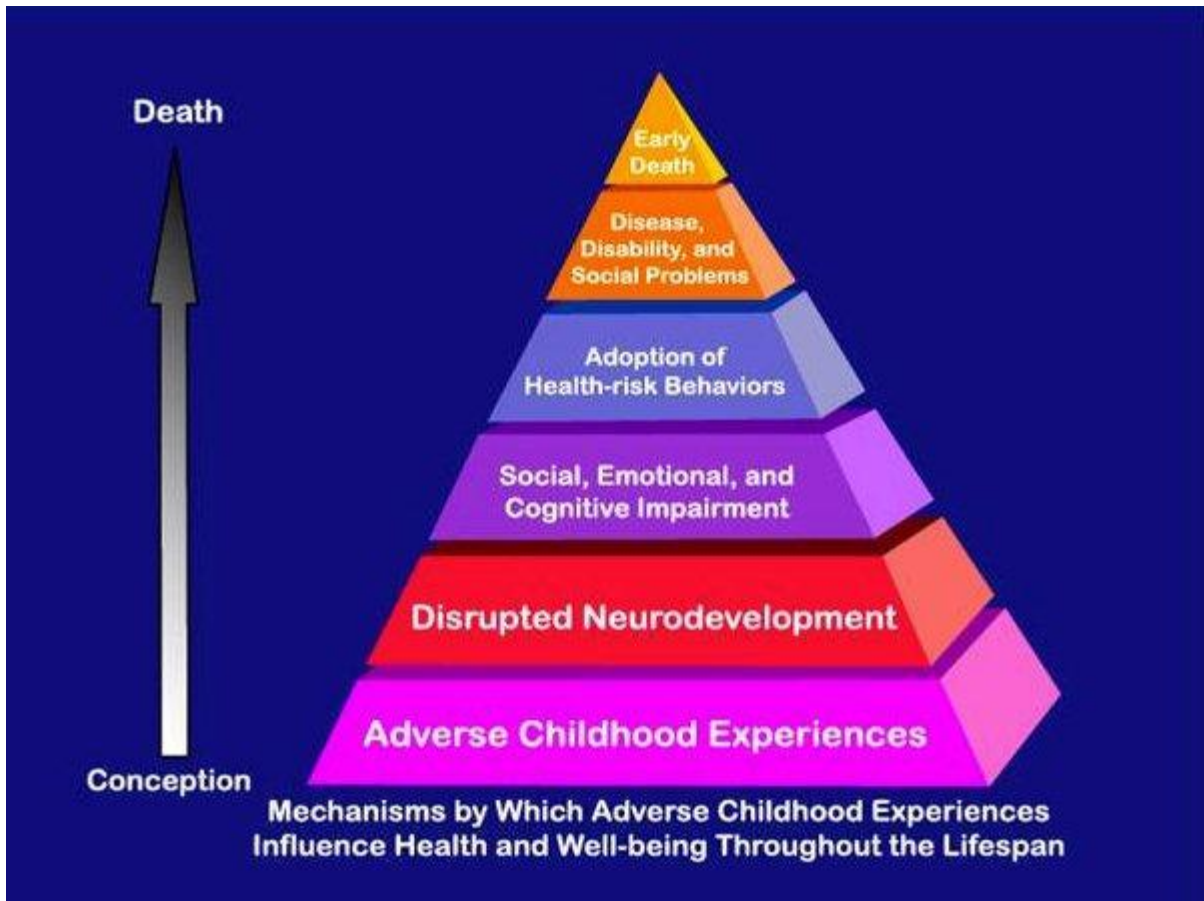 Death
Early
Death
Disease,
Disability, and
Social Problems
Adoption of
Health-risk Behaviors
Social, Emotional, and
Cognitive Impairment
Disrupted Neurodevelopment
Adverse Childhood Experiences
Conception
Mechanisms by Which Adverse Childhood Experiences
Influence Health and Well-being Throughout the Lifespan